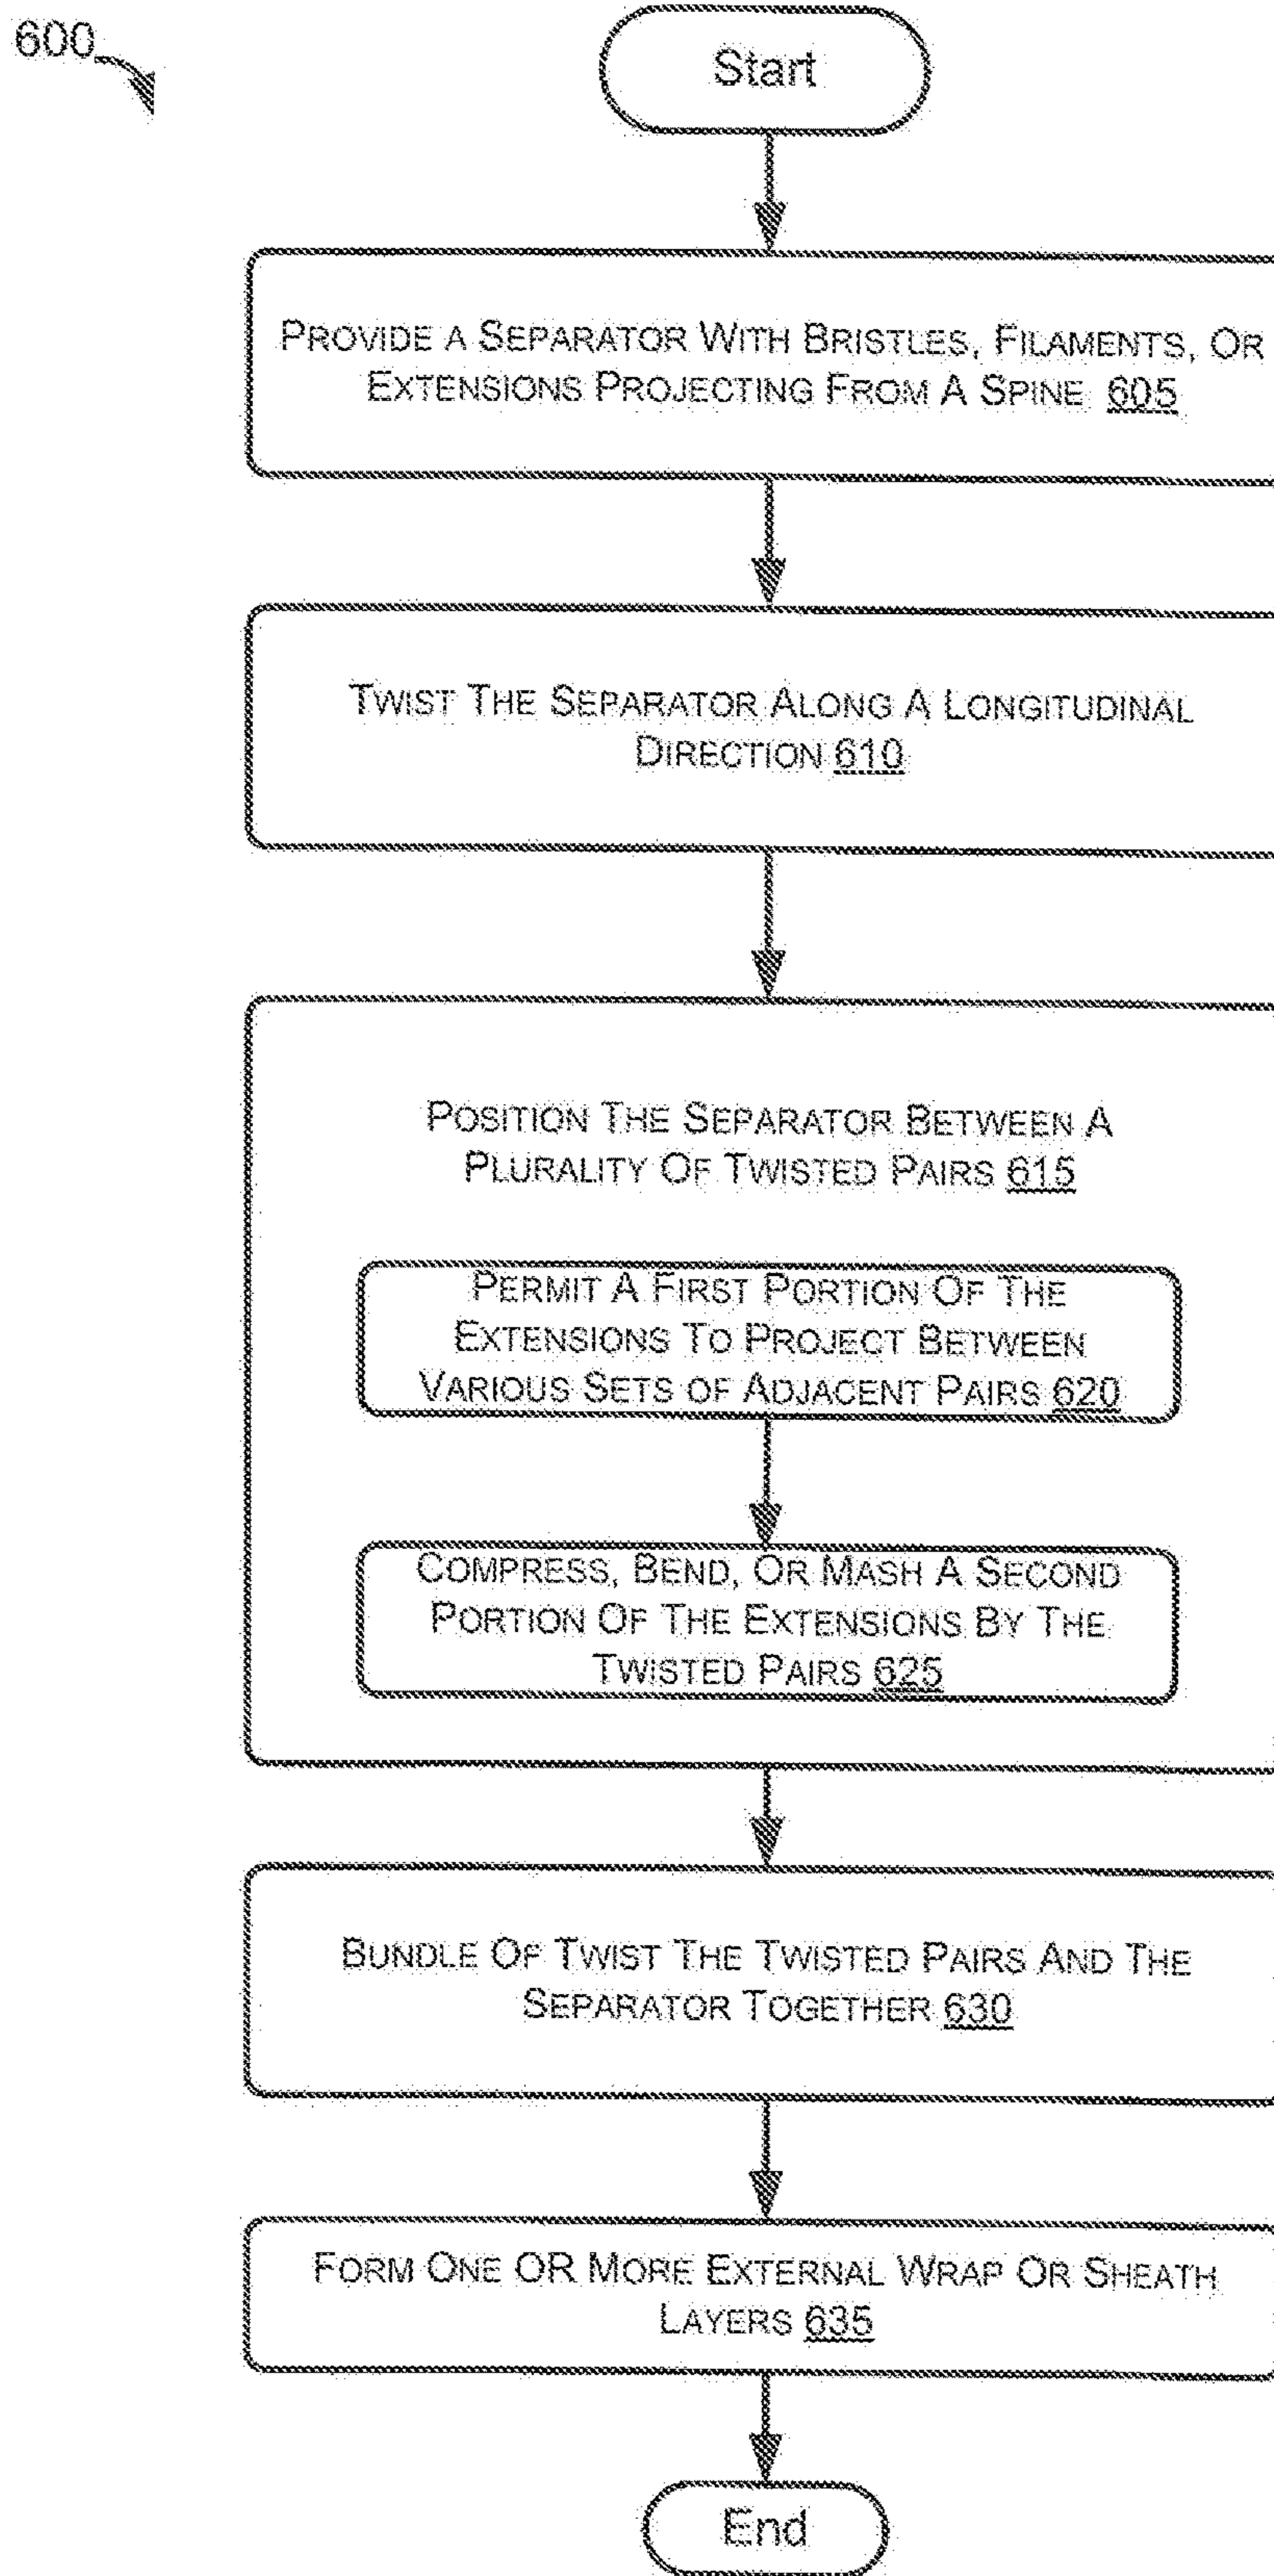 600
Start
PROVIDE A SEPARATOR WITH BRISTLES, FILAMENTS, OR
EXTENSIONS PROJECTING FROM A SPINE 605
TWIST THE SEPARATOR ALONG A LONGITUDINAL
DIRECTION 610
POSITION THE SEPARATOR BETWEEN A
PLURALITY OF TWISTED PAIRS 615
PERMIT A FIRST PORTION OF THE
EXTENSIONS TO PROJECT BETWEEN
VARIOUS SETS OF ADJACENT PAIRS 620
COMPRESS, BEND, OR MASH A SECOND
PORTION OF THE EXTENSIONS BY THE
TWISTED PAIRS 625
BUNDLE OF TWIST THE TWISTED PAIRS AND THE
SEPARATOR TOGETHER 630
FORM ONE OR MORE EXTERNAL WRAP OR SHEATH
LAYERS 635
End